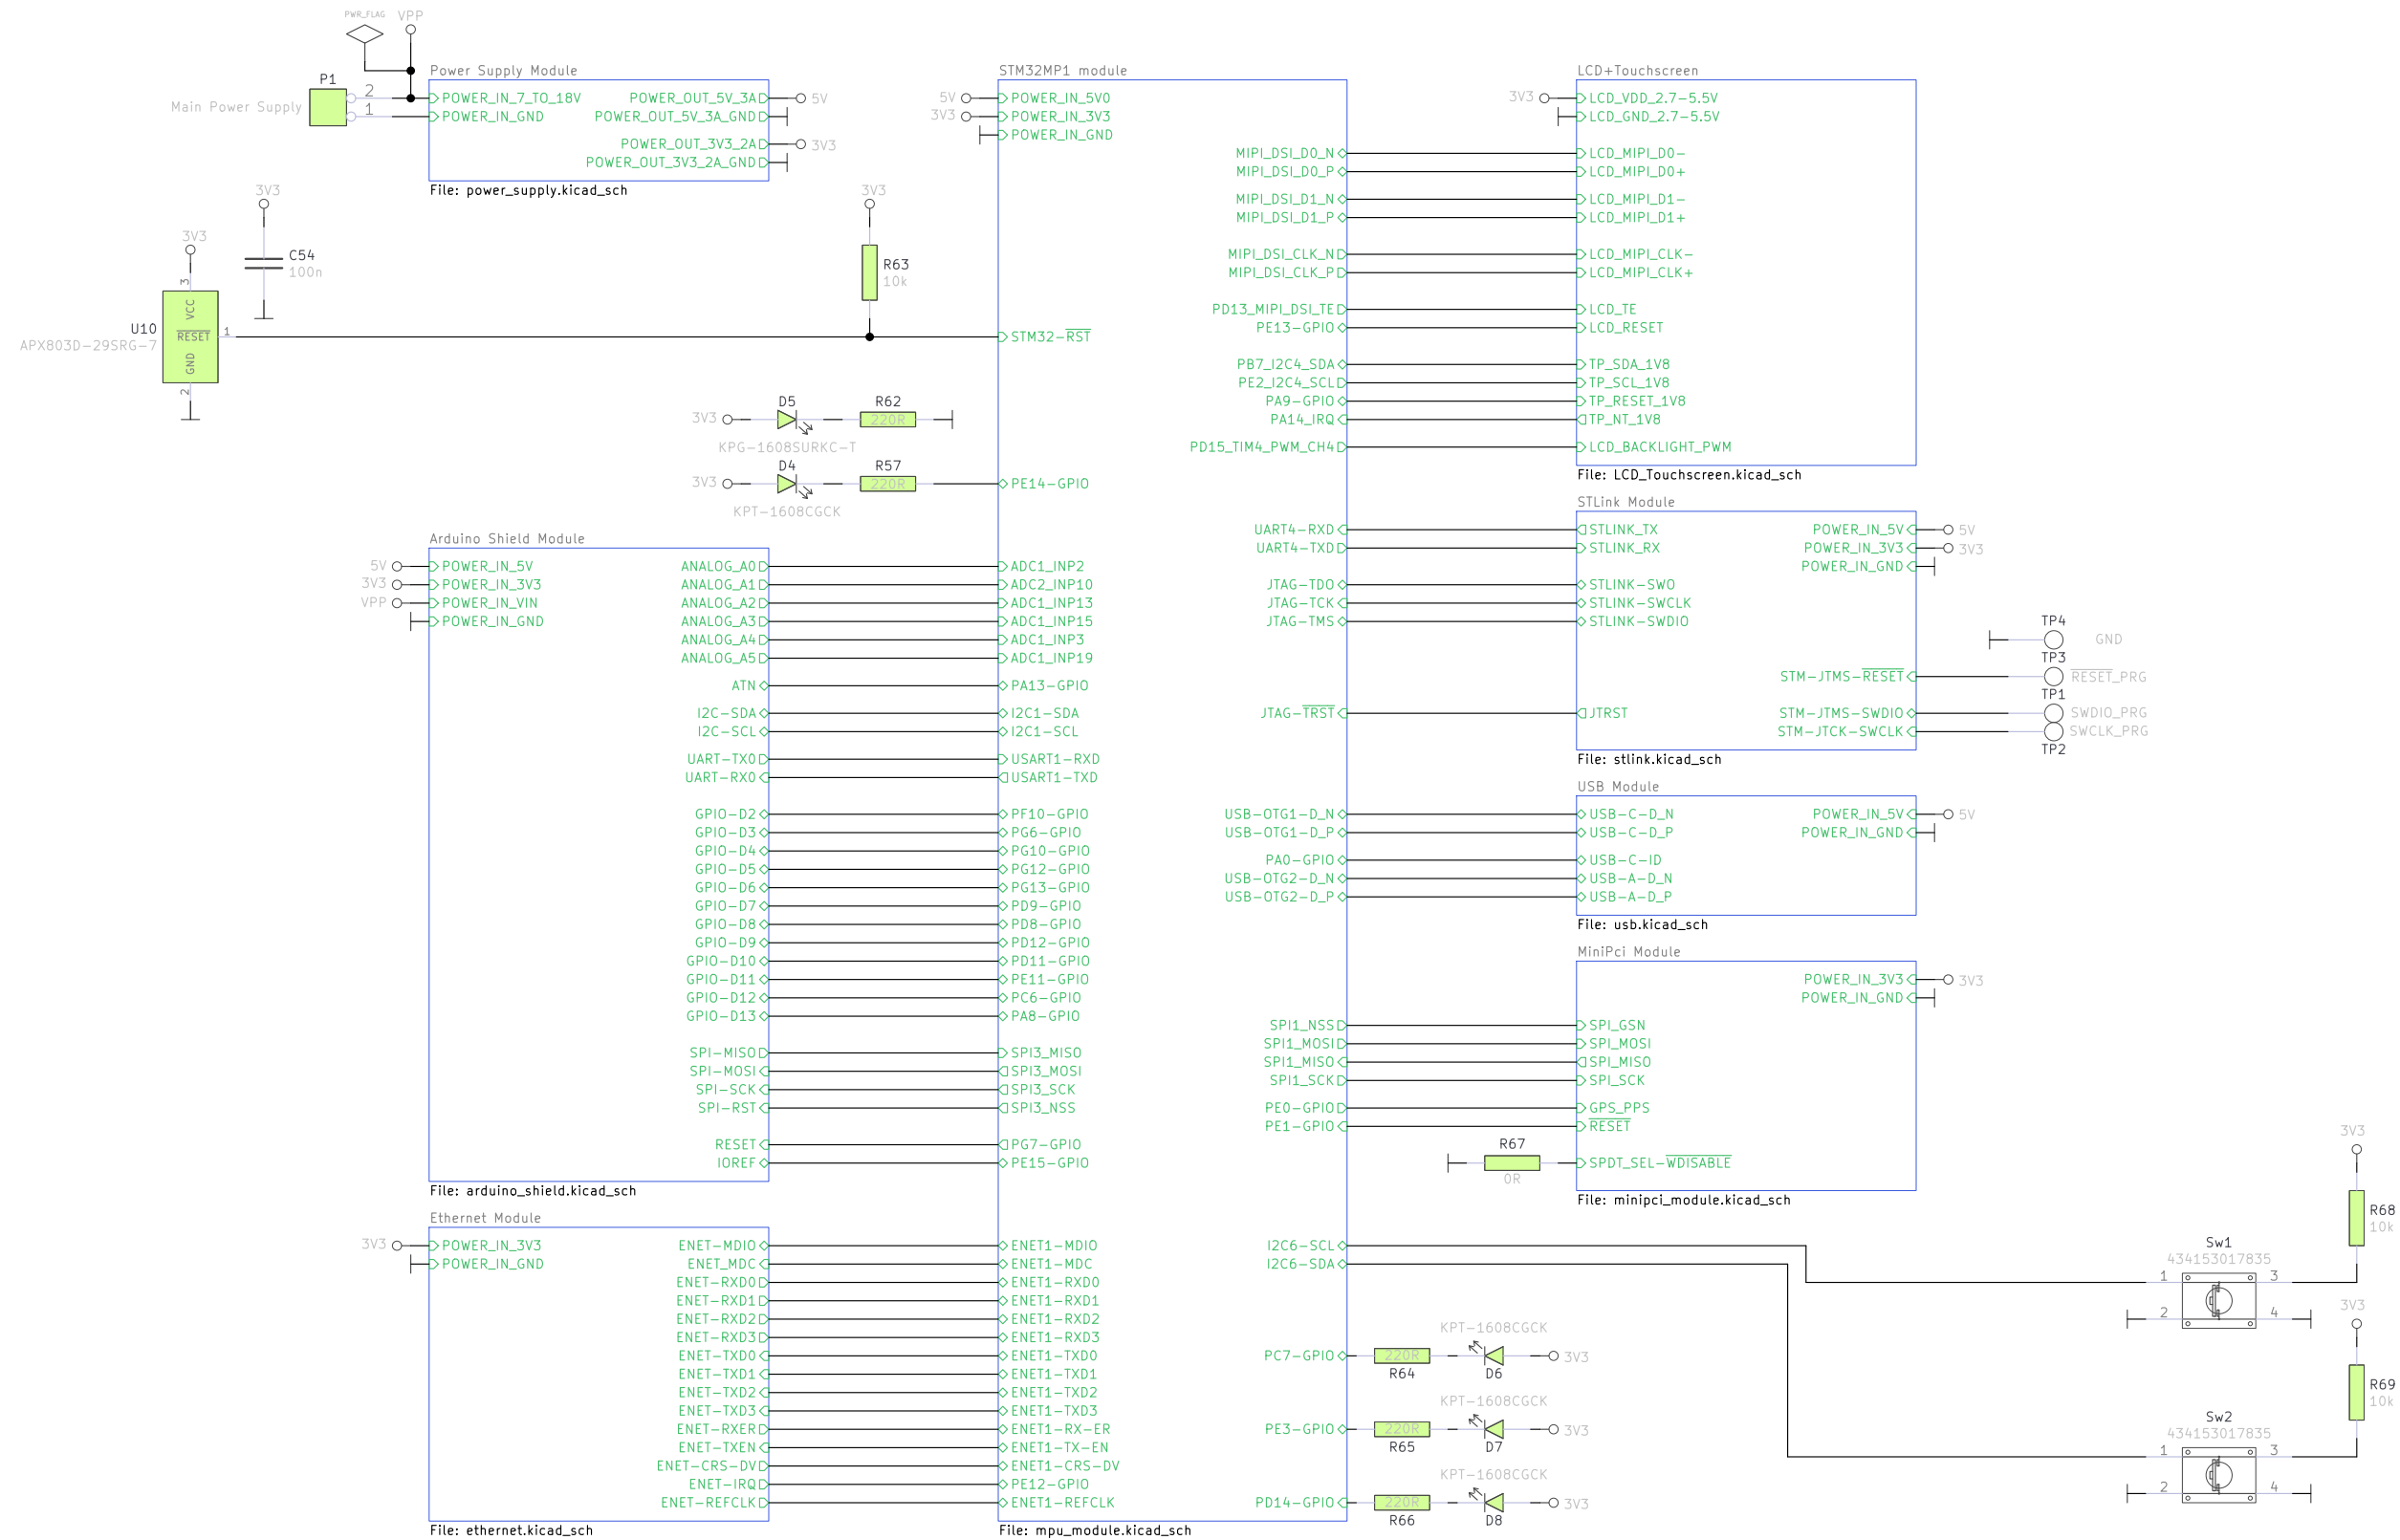 PWR_FLAG
VPP
P1
Main Power Supply
2
1
Power Supply Module
POWER_IN_7_TO_18V
POWER_IN_GND
POWER_OUT_5V_3A
5V
POWER_OUT_5V_3A_GND
POWER_OUT_3V3_2A
3V3
POWER_OUT_3V3_2A_GND
File: power_supply.kicad_sch
3V3
C54
100n
3V3
3
VCC
U10
APX803D-29SRG-7
RESET
1
GND
2
3V3
R63
10k
3V3
D5
R62
220R
KPG-1608SURKC-T
3V3
D4
R57
220R
KPT-1608CGCK
Arduino Shield Module
5V
POWER_IN_5V
3V3
POWER_IN_3V3
VPP
POWER_IN_VIN
POWER_IN_GND
ANALOG_A0
ANALOG_A1
ANALOG_A2
ANALOG_A3
ANALOG_A4
ANALOG_A5
ATN
I2C-SDA
I2C-SCL
UART-TX0
UART-RX0
GPIO-D2
GPIO-D3
GPIO-D4
GPIO-D5
GPIO-D6
GPIO-D7
GPIO-D8
GPIO-D9
GPIO-D10
GPIO-D11
GPIO-D12
GPIO-D13
SPI-MISO
SPI-MOSI
SPI-SCK
SPI-RST
RESET
IOREF
File: arduino_shield.kicad_sch
Ethernet Module
3V3
POWER_IN_3V3
POWER_IN_GND
ENET-MDIO
ENET_MDC
ENET-RXD0
ENET-RXD1
ENET-RXD2
ENET-RXD3
ENET-TXD0
ENET-TXD1
ENET-TXD2
ENET-TXD3
ENET-RXER
ENET-TXEN
ENET-CRS-DV
ENET-IRQ
ENET-REFCLK
File: ethernet.kicad_sch
STM32MP1 module
5V
POWER_IN_5V0
3V3
POWER_IN_3V3
POWER_IN_GND
STM32-RST
PE14-GPIO
ADC1_INP2
ADC2_INP10
ADC1_INP13
ADC1_INP15
ADC1_INP3
ADC1_INP19
PA13-GPIO
I2C1-SDA
I2C1-SCL
USART1-RXD
USART1-TXD
PF10-GPIO
PG6-GPIO
PG10-GPIO
PG12-GPIO
PG13-GPIO
PD9-GPIO
PD8-GPIO
PD12-GPIO
PD11-GPIO
PE11-GPIO
PC6-GPIO
PA8-GPIO
SPI3_MISO
SPI3_MOSI
SPI3_SCK
SPI3_NSS
PG7-GPIO
PE15-GPIO
ENET1-MDIO
ENET1-MDC
ENET1-RXD0
ENET1-RXD1
ENET1-RXD2
ENET1-RXD3
ENET1-TXD0
ENET1-TXD1
ENET1-TXD2
ENET1-TXD3
ENET1-RX-ER
ENET1-TX-EN
ENET1-CRS-DV
PE12-GPIO
ENET1-REFCLK
MIPI_DSI_D0_N
MIPI_DSI_D0_P
MIPI_DSI_D1_N
MIPI_DSI_D1_P
MIPI_DSI_CLK_N
MIPI_DSI_CLK_P
PD13_MIPI_DSI_TE
PE13-GPIO
PB7_I2C4_SDA
PE2_I2C4_SCL
PA9-GPIO
PA14_IRQ
PD15_TIM4_PWM_CH4
UART4-RXD
UART4-TXD
JTAG-TDO
JTAG-TCK
JTAG-TMS
JTAG-TRST
USB-OTG1-D_N
USB-OTG1-D_P
PA0-GPIO
USB-OTG2-D_N
USB-OTG2-D_P
SPI1_NSS
SPI1_MOSI
SPI1_MISO
SPI1_SCK
PE0-GPIO
PE1-GPIO
I2C6-SCL
I2C6-SDA
PC7-GPIO
PE3-GPIO
PD14-GPIO
File: mpu_module.kicad_sch
LCD+Touchscreen
3V3
LCD_VDD_2.7-5.5V
LCD_GND_2.7-5.5V
LCD_MIPI_D0-
LCD_MIPI_D0+
LCD_MIPI_D1-
LCD_MIPI_D1+
LCD_MIPI_CLK-
LCD_MIPI_CLK+
LCD_TE
LCD_RESET
TP_SDA_1V8
TP_SCL_1V8
TP_RESET_1V8
TP_NT_1V8
LCD_BACKLIGHT_PWM
File: LCD_Touchscreen.kicad_sch
STLink Module
STLINK_TX
STLINK_RX
STLINK-SWO
STLINK-SWCLK
STLINK-SWDIO
JTRST
POWER_IN_5V
5V
POWER_IN_3V3
3V3
POWER_IN_GND
STM-JTMS-RESET
STM-JTMS-SWDIO
STM-JTCK-SWCLK
File: stlink.kicad_sch
TP4
GND
TP3
RESET_PRG
TP1
SWDIO_PRG
SWCLK_PRG
TP2
USB Module
USB-C-D_N
USB-C-D_P
USB-C-ID
USB-A-D_N
USB-A-D_P
POWER_IN_5V
5V
POWER_IN_GND
File: usb.kicad_sch
MiniPci Module
POWER_IN_3V3
3V3
POWER_IN_GND
SPI_GSN
SPI_MOSI
SPI_MISO
SPI_SCK
GPS_PPS
RESET
R67
0R
SPDT_SEL-WDISABLE
File: minipci_module.kicad_sch
KPT-1608CGCK
220R
R64
D6
3V3
KPT-1608CGCK
220R
R65
D7
3V3
KPT-1608CGCK
220R
R66
D8
3V3
3V3
R68
10k
Sw1
434153017835
1
3
2
4
3V3
R69
10k
Sw2
434153017835
1
3
2
4